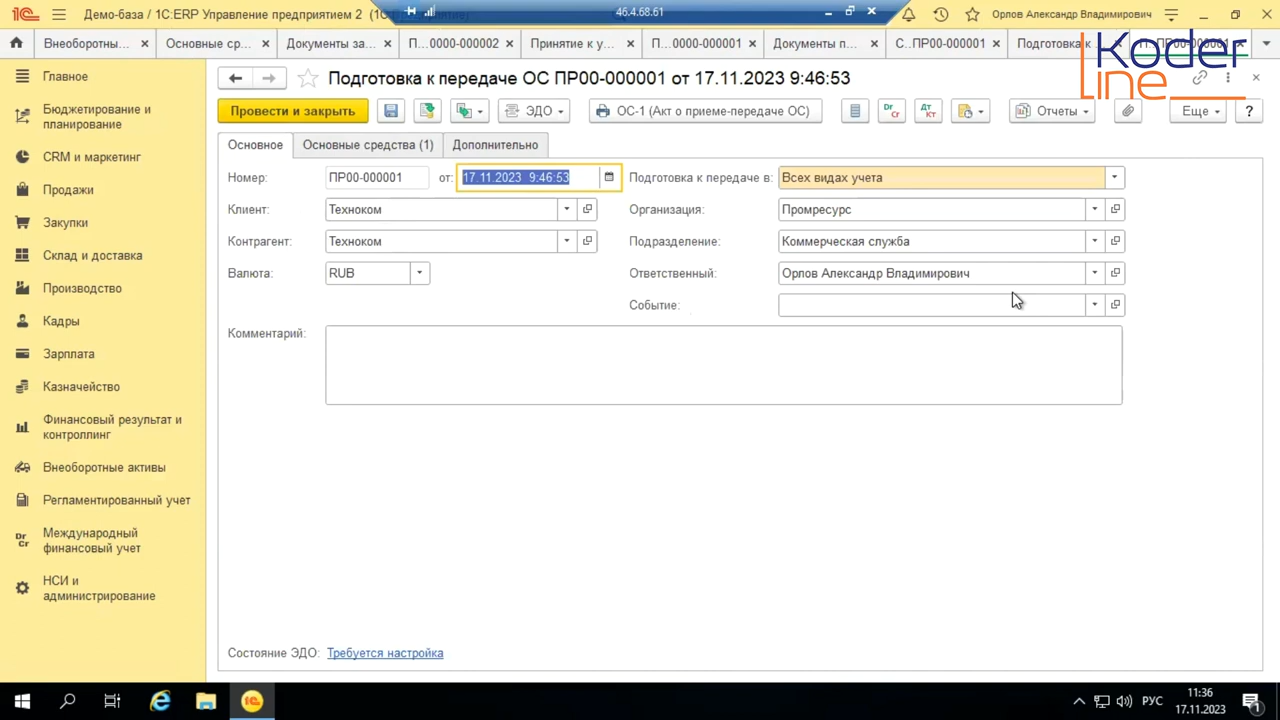 Демо-база / 1С:ERP Управление предприятием 2 (1С:
46.4.68.61
Орлов Александр Владимирович
Внеоборотны...
Основные ср...
Документы за...
П...0000-000002
Принятие к у...
П...0000-000001
Документы п...
С...ПР00-000001
Подготовка к
Koder
line
Главное
Бюджетирование и
планирование
CRM и маркетинг
Продажи
Закупки
Склад и доставка
Производство
Кадры
Зарплата
Казначейство
Финансовый результат и
контроллинг
Внеоборотные активы
Регламентированный учет
Международный
финансовый учет
НСИ и
администрирование
Подготовка к передаче ОС ПР00-000001 от 17.11.2023 9:46:53
Провести и закрыть
ЭДО
ОС-1 (Акт о приеме-передаче ОС)
Отчеты
Еще
?
Основное
Основные средства (1)
Дополнительно
Номер: ПР00-000001 от: 17.11.2023 9:46:53 Подготовка к передаче в: Всех видах учета
Клиент: Техноком Организация: Промресурс
Контрагент: Техноком Подразделение: Коммерческая служба
Валюта: RUB Ответственный: Орлов Александр Владимирович
Событие:
Комментарий:
Состояние ЭДО: Требуется настройка
РУС
11:36
17.11.2023